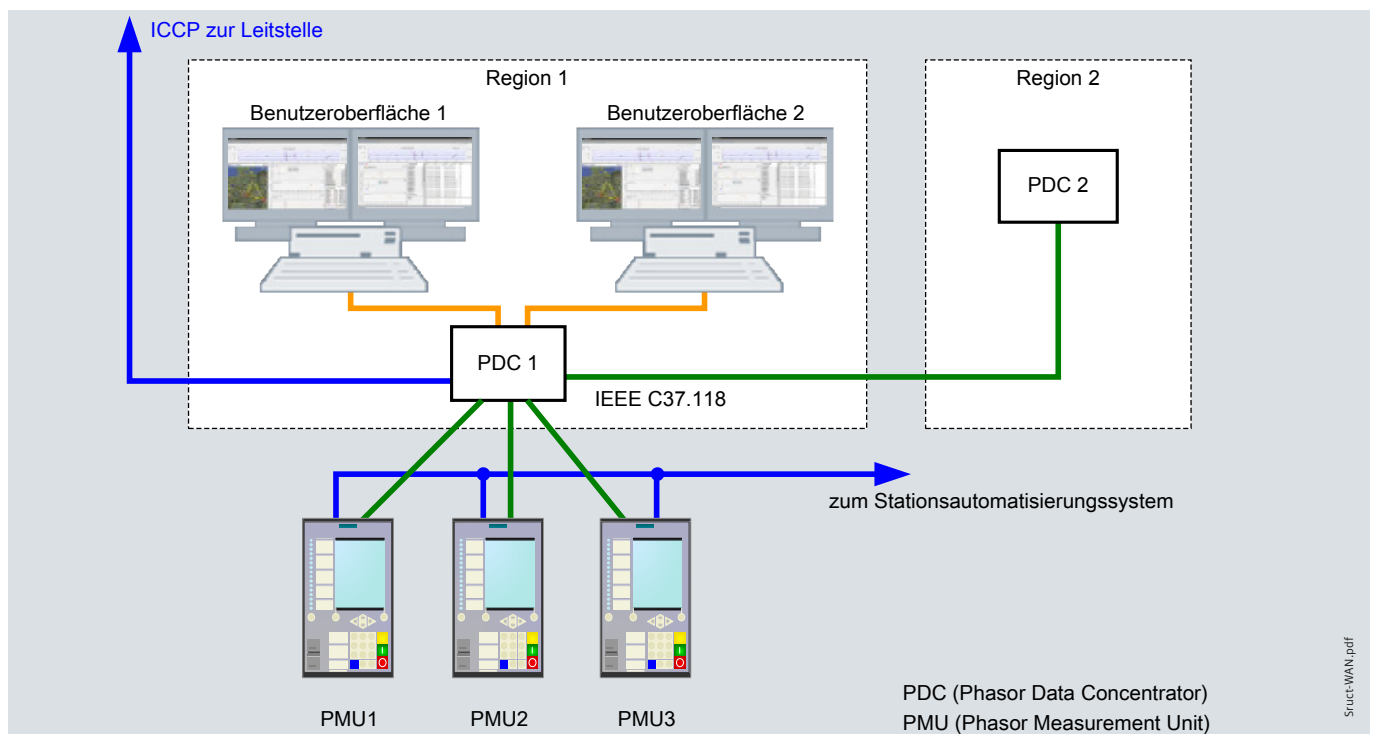 ICCP zur Leitstelle
Region 1
Region 2
Benutzeroberfläche 1
Benutzeroberfläche 2
PDC 2
PDC 1
IEEE C37.118
zum Stationsautomatisierungssystem
PMU1
PMU2
PMU3
PDC (Phasor Data Concentrator)
PMU (Phasor Measurement Unit)
Sruct-WAN.pdf